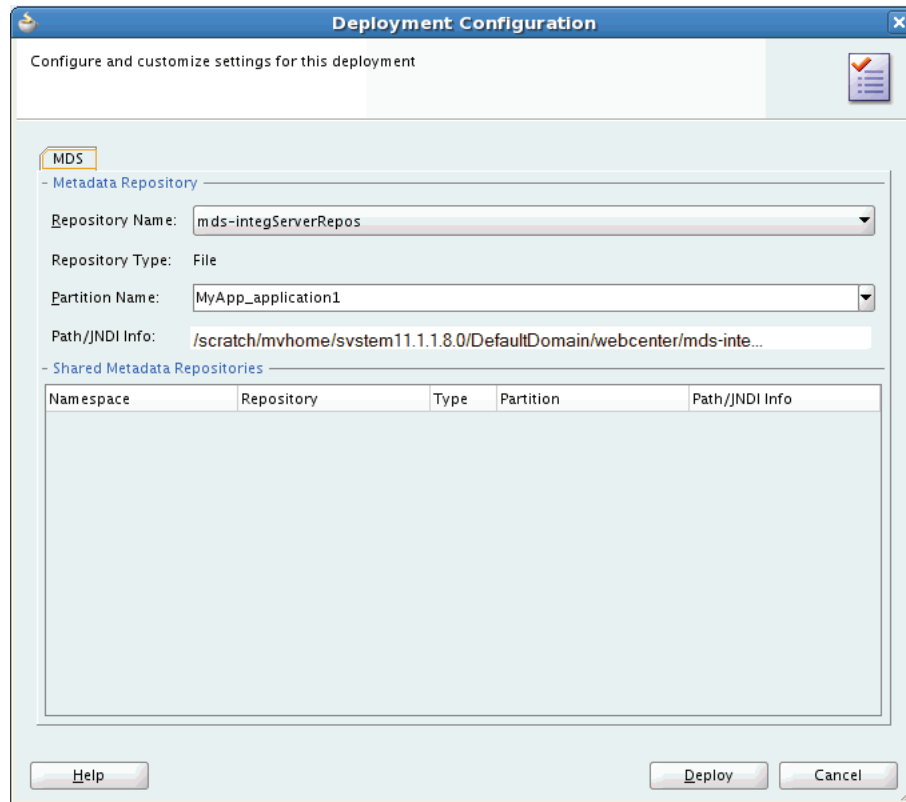 Deployment Configuration
Configure and customize settings for this deployment
MDS
Metadata Repository
Repository Name: mds-integServerRepos
Repository Type: File
Partition Name: MyApp_application1
Path/JNDI Info: /scratch/mvhome/svstem11.1.1.8.0/DefaultDomain/webcenter/mds-inte...
Shared Metadata Repositories
Namespace Repository Type Partition Path/JNDI Info
Help Deploy Cancel